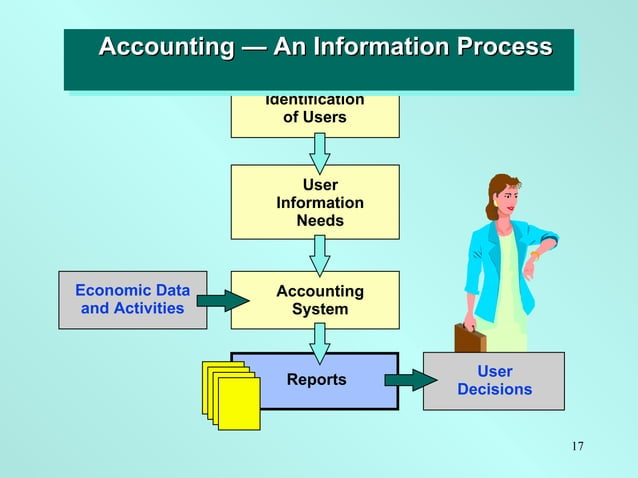 Accounting — An Information Process
Identification
of Users
User
Information
Needs
Economic Data
and Activities
Accounting
System
Reports
User
Decisions
17